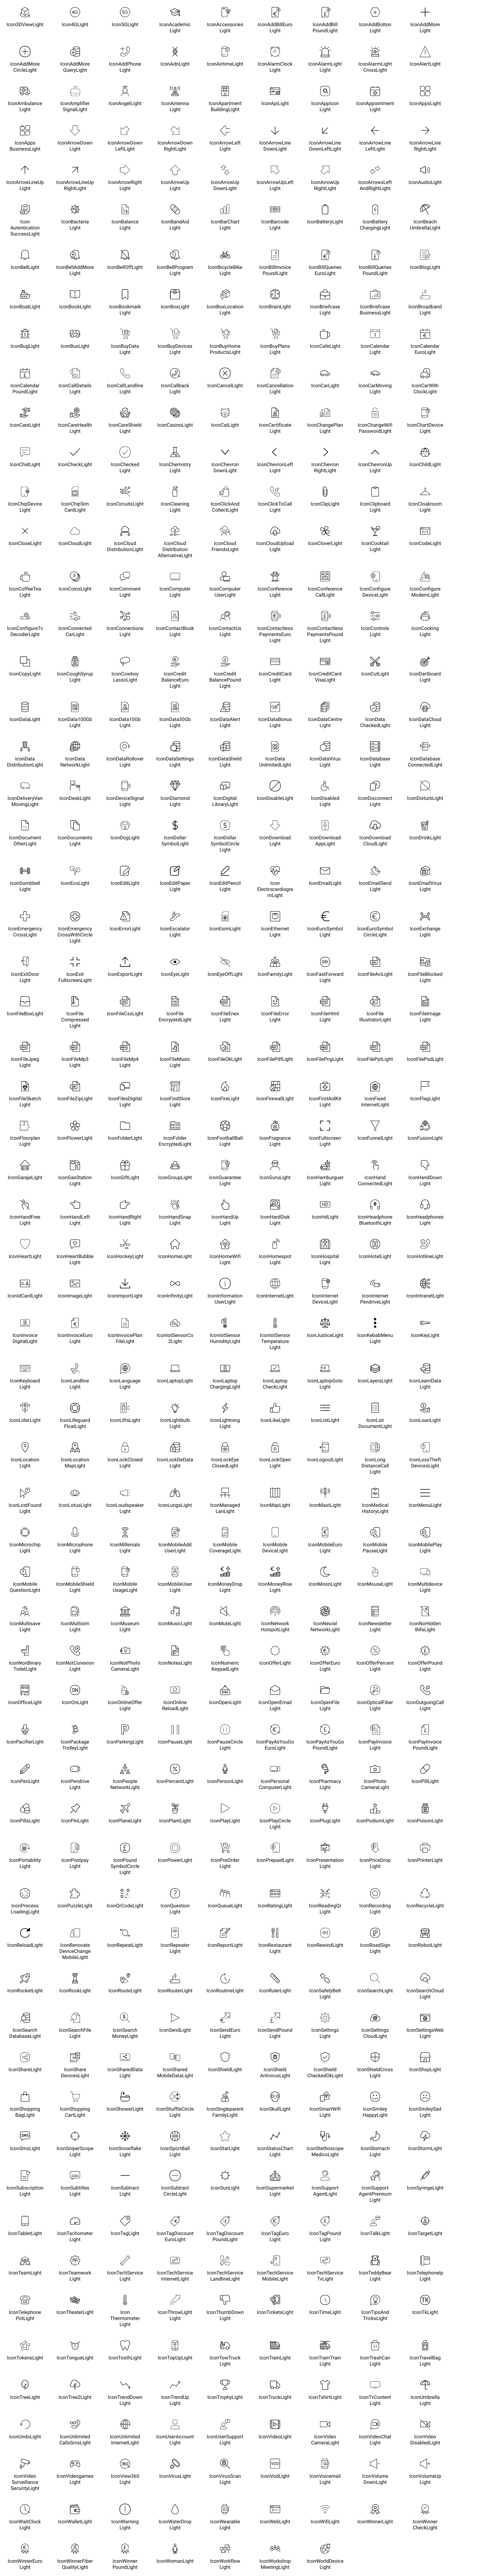 Icon3DViewLight
Icon4GLight
Icon5GLight
IconAcademic Light
IconAccessories Light
IconAddBillEuro Light
IconAddBill PoundLight
IconAddBolton Light
IconAddMore Light
IconAddMore CircleLight
IconAddMore QueryLight
IconAddPhone Light
IconAdnLight
IconAirtimeLight
IconAlarmClock Light
IconAlarmLight Light
IconAlarmLight CrossLight
IconAlertLight
IconAmbulance Light
IconAmplifier SignalLight
IconAngelLight
IconAntenna Light
IconApartment BuildingLight
IconApiLight
IconAppIcon Light
IconAppointment Light
IconAppsLight
IconApps BusinessLight
IconArrowDown Light
IconArrowDown LeftLight
IconArrowDown RightLight
IconArrowLeft Light
IconArrowLine DownLight
IconArrowLine DownLeftLight
IconArrowLine LeftLight
IconArrowLine RightLight
IconArrowLineUp Light
IconArrowLineUp RightLight
IconArrowRight Light
IconArrowUp Light
IconArrowUp DownLight
IconArrowUpLeft Light
IconArrowUp RightLight
IconArrowsLeft AndRightLight
IconAudioLight
Icon Autentication SuccessLight
IconBacteria Light
IconBalance Light
IconBandAid Light
IconBarChart Light
IconBarcode Light
IconBatteryLight
IconBattery ChargingLight
IconBeach UmbrellaLight
IconBellLight
IconBellAddMore Light
IconBellOffLight
IconBellProgram Light
IconBicycleBike Light
IconBillInvoice PoundLight
IconBillQueries EuroLight
IconBillQueries PoundLight
IconBlogLight
IconBoatLight
IconBookLight
IconBookmark Light
IconBoxLight
IconBoxLocation Light
IconBrainLight
IconBriefcase Light
IconBriefcase BusinessLight
IconBroadband Light
IconBugLight
IconBusLight
IconBuyData Light
IconBuyDevices Light
IconBuyHome ProductsLight
IconBuyPlans Light
IconCafeLight
IconCalendar Light
IconCalendar EuroLight
IconCalendar PoundLight
IconCallDetails Light
IconCallLandline Light
IconCallback Light
IconCancelLight
IconCancellation Light
IconCarLight
IconCarMoving Light
IconCarWith ClockLight
IconCareLight
IconCareHealth Light
IconCareShield Light
IconCasinoLight
IconCatLight
IconCertificate Light
IconChangePlan Light
IconChangeWifi PasswordLight
IconChartDevice Light
IconChatLight
IconCheckLight
IconChecked Light
IconChemistry Light
IconChevron DownLight
IconChevronLeft Light
IconChevron RightLight
IconChevronUp Light
IconChildLight
IconChipDevice Light
IconChipSim CardLight
IconCircuitsLight
IconCleaning Light
IconClickAnd CollectLight
IconClickToCall Light
IconClipLight
IconClipboard Light
IconCloakroom Light
IconCloseLight
IconCloudLight
IconCloud DistributionLight
IconCloud Distribution AlternativeLight
IconCloud FriendsLight
IconCloudUpload Light
IconCloverLight
IconCocktail Light
IconCodeLight
IconCoffeeTea Light
IconCoinsLight
IconComment Light
IconComputer Light
IconComputer UserLight
IconConference Light
IconConference CallLight
IconConfigure DeviceLight
IconConfigure ModemLight
IconConfigureTv DecoderLight
IconConnected CarLight
IconConnections Light
IconContactBook Light
IconContactUs Light
IconContactless PaymentsEuro Light
IconContactless PaymentsPound Light
IconControls Light
IconCooking Light
IconCopyLight
IconCoughSyrup Light
IconCowboy LassoLight
IconCredit BalanceEuro Light
IconCredit BalancePound Light
IconCreditCard Light
IconCreditCard VisaLight
IconCutLight
IconDartboard Light
IconDataLight
IconData100Gb Light
IconData10Gb Light
IconData30Gb Light
IconDataAlert Light
IconDataBonus Light
IconDataCentre Light
IconData CheckedLight
IconDataCloud Light
IconData DistributionLight
IconData NetworkLight
IconDataRollover Light
IconDataSettings Light
IconDataShield Light
IconData UnlimitedLight
IconDataVirus Light
IconDatabase Light
IconDatabase ConnectedLight
IconDeliveryVan MovingLight
IconDeskLight
IconDeviceSignal Light
IconDiamond Light
IconDigital LibraryLight
IconDisableLight
IconDisabled Light
IconDisconnect Light
IconDisturbLight
IconDocument OtherLight
IconDocuments Light
IconDogLight
IconDollar SymbolLight
IconDollar SymbolCircle Light
IconDownload Light
IconDownload AppLight
IconDownload CloudLight
IconDrinkLight
IconDumbbell Light
IconEcoLight
IconEditLight
IconEditPaper Light
IconEditPencil Light
Icon Electrocardiogra mLight
IconEmailLight
IconEmailSend Light
IconEmailVirus Light
IconEmergency CrossLight
IconEmergency CrossWithCircle Light
IconErrorLight
IconEscalator Light
IconEsimLight
IconEthernet Light
IconEuroSymbol Light
IconEuroSymbol CircleLight
IconExchange Light
IconExitDoor Light
IconExit FullscreenLight
IconExportLight
IconEyeLight
IconEyeOffLight
IconFamilyLight
IconFastForward Light
IconFileAviLight
IconFileBlocked Light
IconFileBoxLight
IconFile Compressed Light
IconFileCssLight
IconFile EncryptedLight
IconFileEnex Light
IconFileError Light
IconFileHtml Light
IconFile IllustratorLight
IconFileImage Light
IconFileJpeg Light
IconFileMp3 Light
IconFileMp4 Light
IconFileMusic Light
IconFileOkLight
IconFilePdfLight
IconFilePngLight
IconFilePptLight
IconFilePsdLight
IconFileSketch Light
IconFileZipLight
IconFilesDigital Light
IconFindStore Light
IconFireLight
IconFirewallLight
IconFirstAidKit Light
IconFixed InternetLight
IconFlagLight
IconFloorplan Light
IconFlowerLight
IconFolderLight
IconFolder EncryptedLight
IconFootballBall Light
IconFragrance Light
IconFullscreen Light
IconFunnelLight
IconFusionLight
IconGarageLight
IconGasStation Light
IconGiftLight
IconGroupLight
IconGuarantee Light
IconGuruLight
IconHamburguer Light
IconHand ConnectedLight
IconHandDown Light
IconHandFree Light
IconHandLeft Light
IconHandRight Light
IconHandSnap Light
IconHandUp Light
IconHardDisk Light
IconHdLight
IconHeadphone BluetoothLight
IconHeadphones Light
IconHeartLight
IconHeartBubble Light
IconHockeyLight
IconHomeLight
IconHomeWifi Light
IconHomespot Light
IconHospital Light
IconHotelLight
IconHotlineLight
IconIdCardLight
IconImageLight
IconImportLight
IconInfinityLight
IconInformation UserLight
IconInternetLight
IconInternet DeviceLight
IconInternet PendriveLight
IconIntranetLight
IconInvoice DigitalLight
IconInvoiceEuro Light
IconInvoicePlan FileLight
IconIotSensorCo 2Light
IconIotSensor HumidityLight
IconIotSensor Temperature Light
IconJusticeLight
IconKebabMenu Light
IconKeyLight
IconKeyboard Light
IconLandline Light
IconLanguage Light
IconLaptopLight
IconLaptop ChargingLight
IconLaptop CheckLight
IconLaptopGoto Light
IconLayersLight
IconLearnData Light
IconLidarLight
IconLifeguard FloatLight
IconLiftsLight
IconLightbulb Light
IconLightning Light
IconLikeLight
IconListLight
IconList DocumentLight
IconLoanLight
IconLocation Light
IconLocation MapLight
IconLockClosed Light
IconLockDeData Light
IconLockEye ClosedLight
IconLockOpen Light
IconLogoutLight
IconLong DistanceCall Light
IconLossTheft DevicesLight
IconLostFound Light
IconLotusLight
IconLoudspeaker Light
IconLungsLight
IconManaged LanLight
IconMapLight
IconMastLight
IconMedical HistoryLight
IconMenuLight
IconMicrochip Light
IconMicrophone Light
IconMillenials Light
IconMobileAdd UserLight
IconMobile CoverageLight
IconMobile DeviceLight
IconMobileEuro Light
IconMobile PauseLight
IconMobilePlay Light
IconMobile QuestionLight
IconMobileShield Light
IconMobile UsageLight
IconMobileUser Light
IconMoneyDrop Light
IconMoneyRise Light
IconMoonLight
IconMouseLight
IconMultidevice Light
IconMultisave Light
IconMultisim Light
IconMuseum Light
IconMusicLight
IconMuteLight
IconNetwork HotspotLight
IconNeural NetworkLight
IconNewsletter Light
IconNoHidden BillsLight
IconNonBinary ToiletLight
IconNotConexion Light
IconNotPhoto CameraLight
IconNotesLight
IconNumeric KeypadLight
IconOfferLight
IconOfferEuro Light
IconOfferPercent Light
IconOfferPound Light
IconOfficeLight
IconOnLight
IconOnlineOffer Light
IconOnline ReloadLight
IconOpenLight
IconOpenEmail Light
IconOpenFile Light
IconOpticalFiber Light
IconOutgoingCall Light
IconPacifierLight
IconPackage TrolleyLight
IconParkingLight
IconPauseLight
IconPauseCircle Light
IconPayAsYouGo EuroLight
IconPayAsYouGo PoundLight
IconPayInvoice Light
IconPayInvoice PoundLight
IconPenLight
IconPendrive Light
IconPeople NetworkLight
IconPercentLight
IconPersonLight
IconPersonal ComputerLight
IconPharmacy Light
IconPhoto CameraLight
IconPillLight
IconPillsLight
IconPinLight
IconPlaneLight
IconPlantLight
IconPlayLight
IconPlayCircle Light
IconPlugLight
IconPodiumLight
IconPoisonLight
IconPortability Light
IconPostpay Light
IconPound SymbolCircle Light
IconPowerLight
IconPreOrder Light
IconPrepaidLight
IconPresentation Light
IconPriceDrop Light
IconPrinterLight
IconProcess LoadingLight
IconPuzzleLight
IconQrCodeLight
IconQuestion Light
IconQueueLight
IconRatingLight
IconReadingQr Light
IconRecording Light
IconRecycleLight
IconReloadLight
IconRenovate DeviceChange MobileLight
IconRepeatLight
IconRepeater Light
IconReportLight
IconRestaurant Light
IconRewindLight
IconRoadSign Light
IconRobotLight
IconRocketLight
IconRookLight
IconRouteLight
IconRouterLight
IconRoutineLight
IconRulerLight
IconSafetyBelt Light
IconSearchLight
IconSearchCloud Light
IconSearch DatabaseLight
IconSearchFile Light
IconSearch MoneyLight
IconSendLight
IconSendEuro Light
IconSendPound Light
IconSettings Light
IconSettings CloudLight
IconSettingsWeb Light
IconShareLight
IconShare DevicesLight
IconSharedData Light
IconShared MobileDataLight
IconShieldLight
IconShield AntivirusLight
IconShield CheckedOkLight
IconShieldCross Light
IconShopLight
IconShopping BagLight
IconShopping CartLight
IconShowerLight
IconShuffleCircle Light
IconSingleparent FamilyLight
IconSkullLight
IconSmartWifi Light
IconSmiley HappyLight
IconSmileySad Light
IconSmsLight
IconSniperScope Light
IconSnowflake Light
IconSportBall Light
IconStarLight
IconStatusChart Light
IconStethoscope MedicoLight
IconStomach Light
IconStormLight
IconSubscription Light
IconSubtitles Light
IconSubtract Light
IconSubtract CircleLight
IconSunLight
IconSupermarket Light
IconSupport AgentLight
IconSupport AgentPremium Light
IconSyringeLight
IconTabletLight
IconTachometer Light
IconTagLight
IconTagDiscount EuroLight
IconTagDiscount PoundLight
IconTagEuro Light
IconTagPound Light
IconTalkLight
IconTargetLight
IconTeamLight
IconTeamwork Light
IconTechService Light
IconTechService InternetLight
IconTechService LandlineLight
IconTechService MobileLight
IconTechService TvLight
IconTeddyBear Light
IconTelephoneIp Light
IconTelephone PotLight
IconTheaterLight
Icon Thermometer Light
IconThrowLight
IconThumbDown Light
IconTicketsLight
IconTimeLight
IconTipsAnd TricksLight
IconTkLight
IconTokensLight
IconTongueLight
IconToothLight
IconTopUpLight
IconTowTruck Light
IconTrainLight
IconTramTrain Light
IconTrashCan Light
IconTravelBag Light
IconTreeLight
IconTree2Light
IconTrendDown Light
IconTrendUp Light
IconTrophyLight
IconTruckLight
IconTshirtLight
IconTvContent Light
IconUmbrella Light
IconUndoLight
IconUnlimited CallsSmsLight
IconUnlimited InternetLight
IconUserAccount Light
IconUserSupport Light
IconVideoLight
IconVideo CameraLight
IconVideoChat Light
IconVideo DisabledLight
IconVideo Surveillance SecurityLight
IconVideogames Light
IconView360 Light
IconVirusLight
IconVirusScan Light
IconVodLight
IconVoicemail Light
IconVolume DownLight
IconVolumeUp Light
IconWaitClock Light
IconWalletLight
IconWarning Light
IconWaterDrop Light
IconWearable Light
IconWebLight
IconWifiLight
IconWinnerLight
IconWinner CheckLight
IconWinnerEuro Light
IconWinnerFiber QualityLight
IconWinner PoundLight
IconWomanLight
IconWorkflow Light
IconWorkshop MeetingLight
IconWorldDevice Light